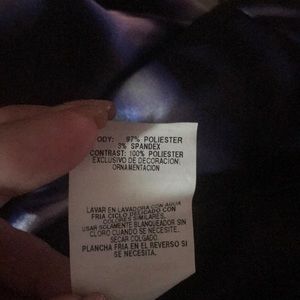 ODY: 97% POLIESTER
3% SPANDEX
CONTRAST: 100% POLIESTER
EXCLUSIVO DE DECORACION:
ORNAMENTACION
LAVAR EN LAVADORA CON AGUA
FRIA CICLO DELICADO CON
COLORES SIMILARES,
USAR SOLAMENTE BLANQUEADOR SIN
CLORO CUANDO SE NECESITE.
SECAR COLGADO.
PLANCHA FRIA EN EL REVERSO SI
SE NECESITA.